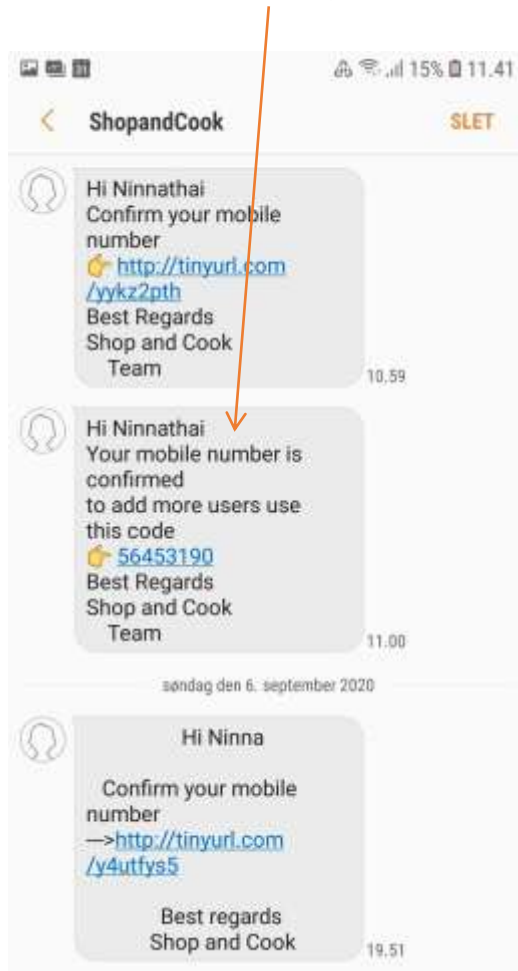 15% 11.41
ShopandCook SLET
Hi Ninnathai
Confirm your mobile
number
👉 http://tinyurl.com
/yykz2pth
Best Regards
Shop and Cook
Team
10.59
Hi Ninnathai
Your mobile number is
confirmed
to add more users use
this code
👉 56453190
Best Regards
Shop and Cook
Team
11.00
søndag den 6. september 2020
Hi Ninna
Confirm your mobile
number
—>http://tinyurl.com
/y4utfys5
Best regards
Shop and Cook
19.51